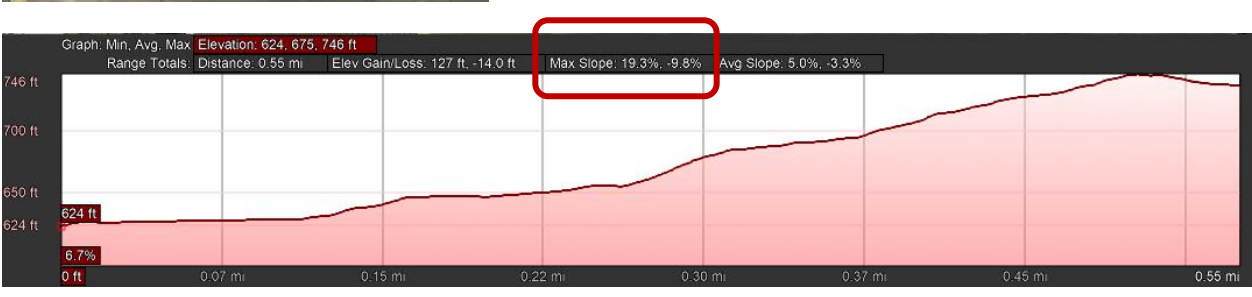 Graph: Min, Avg, Max Elevation: 624, 675, 746 ft
Range Totals: Distance: 0.55 mi Elev Gain/Loss: 127 ft, -14.0 ft Max Slope: 19.3%, -9.8% Avg Slope: 5.0%, -3.3%
746 ft
700 ft
650 ft
624 ft
624 ft
6.7%
0 ft 0.07 mi 0.15 mi 0.22 mi 0.30 mi 0.37 mi 0.45 mi 0.55 mi